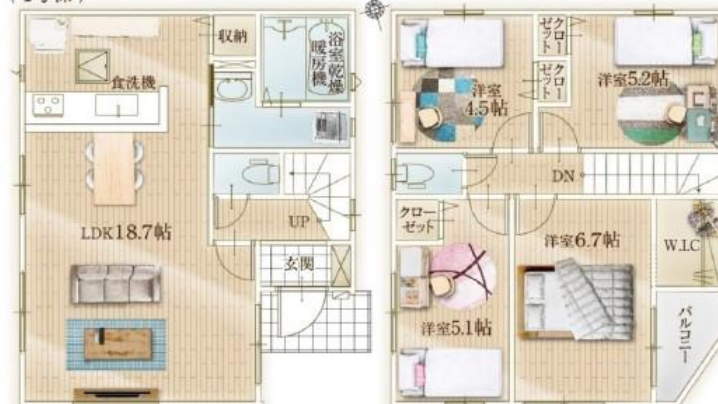 収納
浴室乾燥
暖房機
食洗機
LDK18.7帖
UP
玄関
クロー
ゼット
クロー
ゼット
洋室
4.5帖
洋室5.2帖
DN
クロー
ゼット
洋室6.7帖
W.I.C
洋室5.1帖
バルコニー